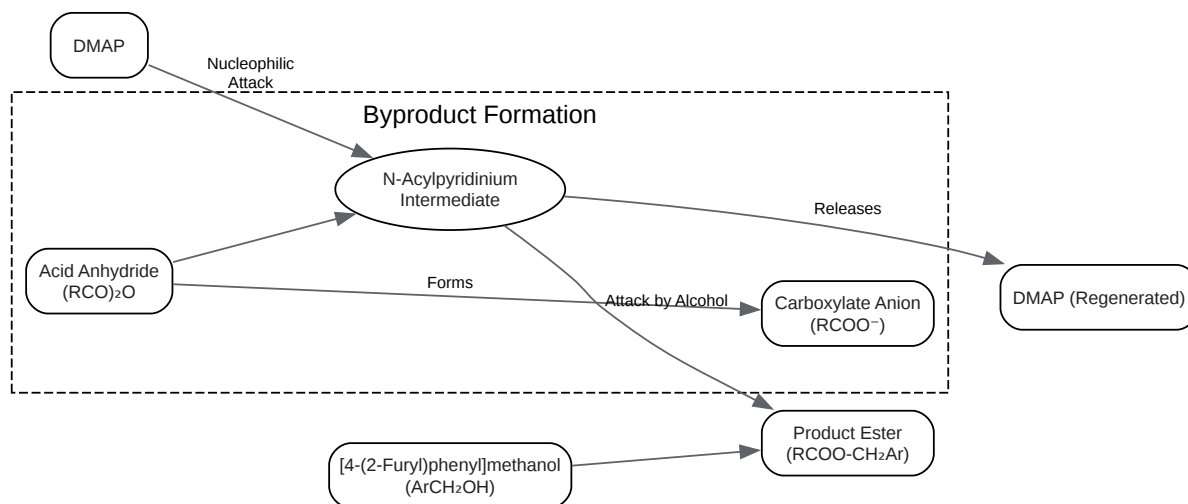 DMAP
Nucleophilic
Attack
Byproduct Formation
N-Acylpyridinium
Intermediate
Releases
Acid Anhydride
(RCO)₂O
Forms
Attack by Alcohol
Carboxylate Anion
(RCOO⁻)
DMAP (Regenerated)
Product Ester
(RCOO-CH₂Ar)
[4-(2-Furyl)phenyl]methanol
(ArCH₂OH)